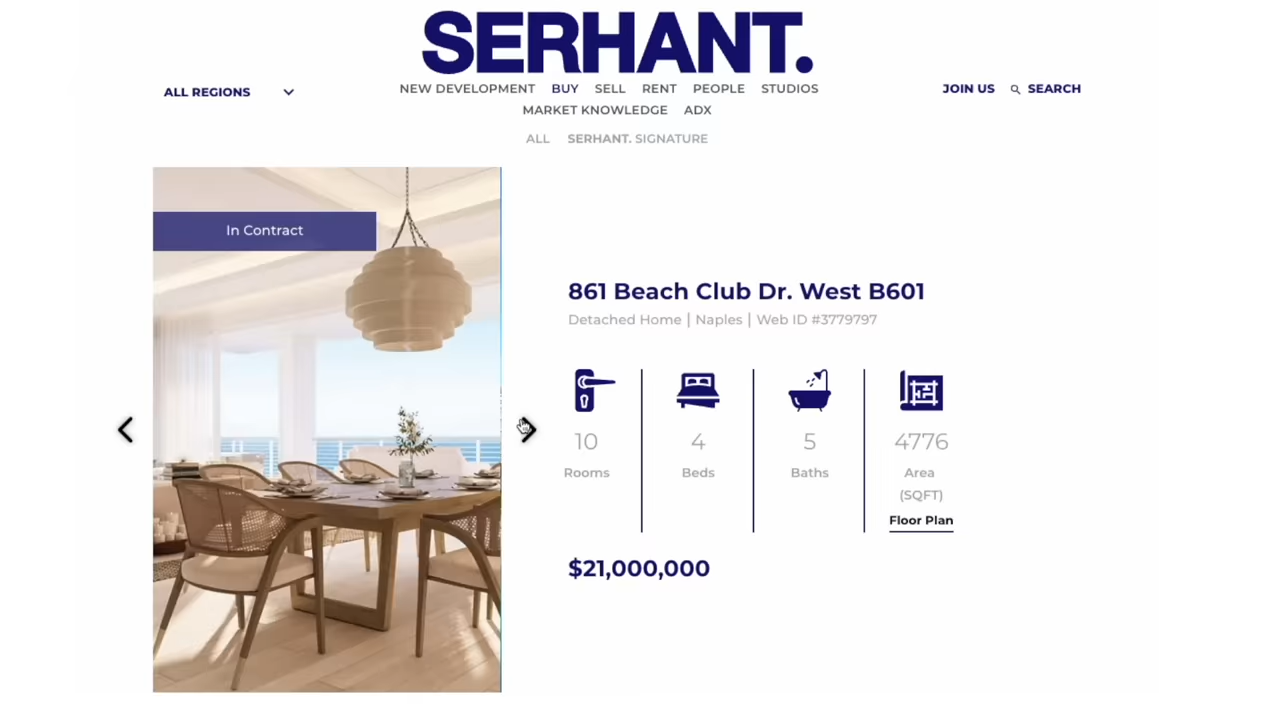 SERHANT.
ALL REGIONS
NEW DEVELOPMENT BUY SELL RENT PEOPLE STUDIOS
MARKET KNOWLEDGE ADX
JOIN US SEARCH
ALL SERHANT. SIGNATURE
In Contract
861 Beach Club Dr. West B601
Detached Home | Naples | Web ID #3779797
10 4 5 4776
Rooms Beds Baths Area
(SQFT)
Floor Plan
$21,000,000